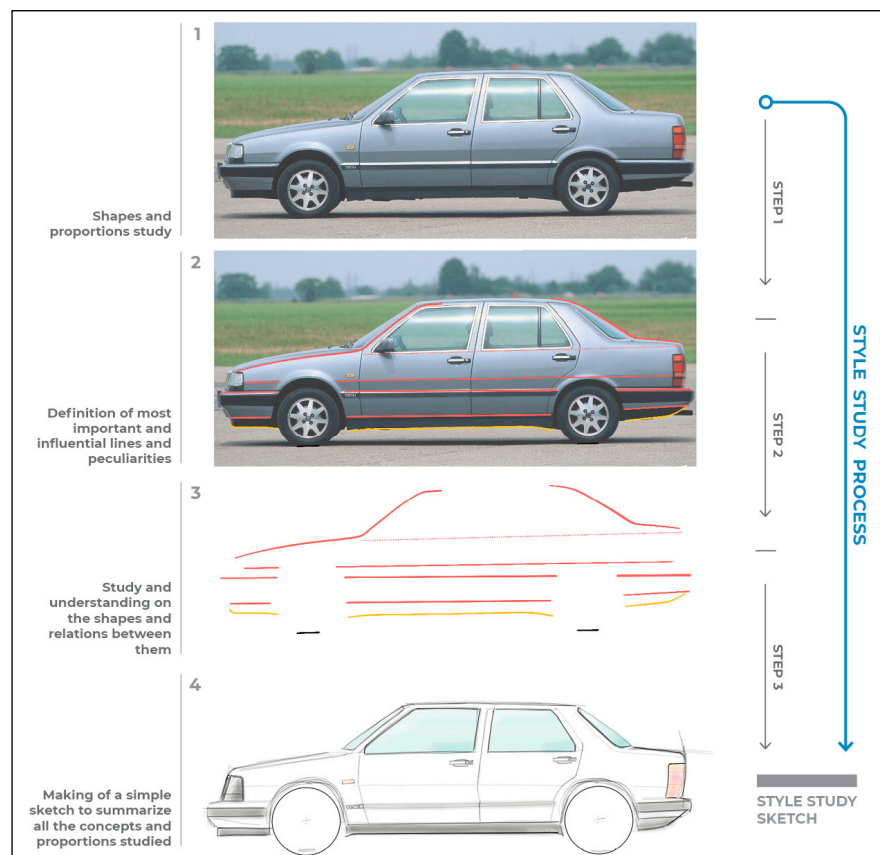 1
Shapes and
proportions study
2
Definition of most
important and
influential lines and
peculiarities
3
Study and
understanding on
the shapes and
relations between
them
4
Making of a simple
sketch to summarize
all the concepts and
proportions studied
STEP 1
STEP 2
STEP 3
STYLE STUDY PROCESS
STYLE STUDY
SKETCH